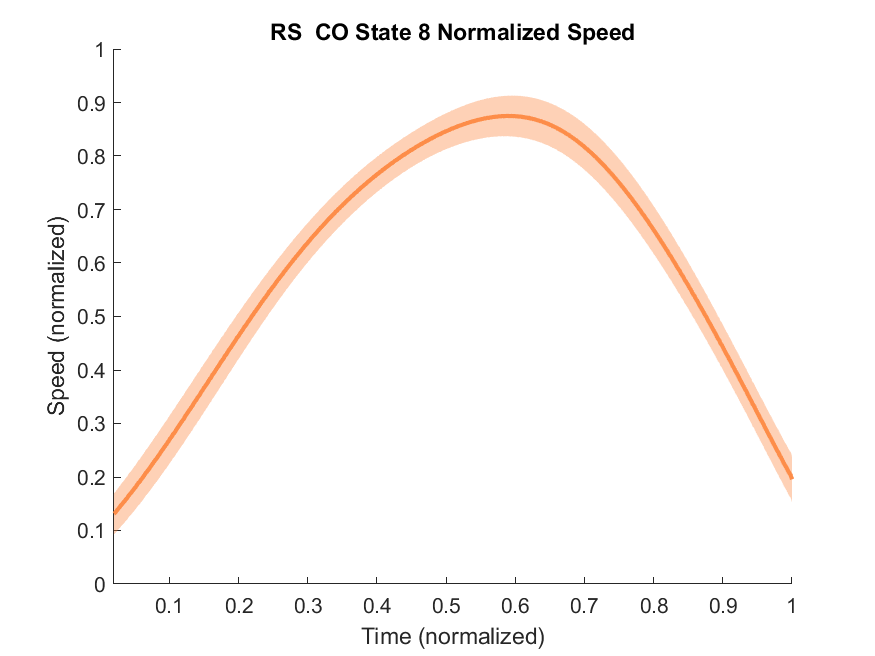 RS  CO State 8 Normalized Speed
1
0.9
0.8
0.7
0.6
0.5
0.4
0.3
0.2
0.1
0
Speed (normalized)
0.1 0.2 0.3 0.4 0.5 0.6 0.7 0.8 0.9 1
Time (normalized)